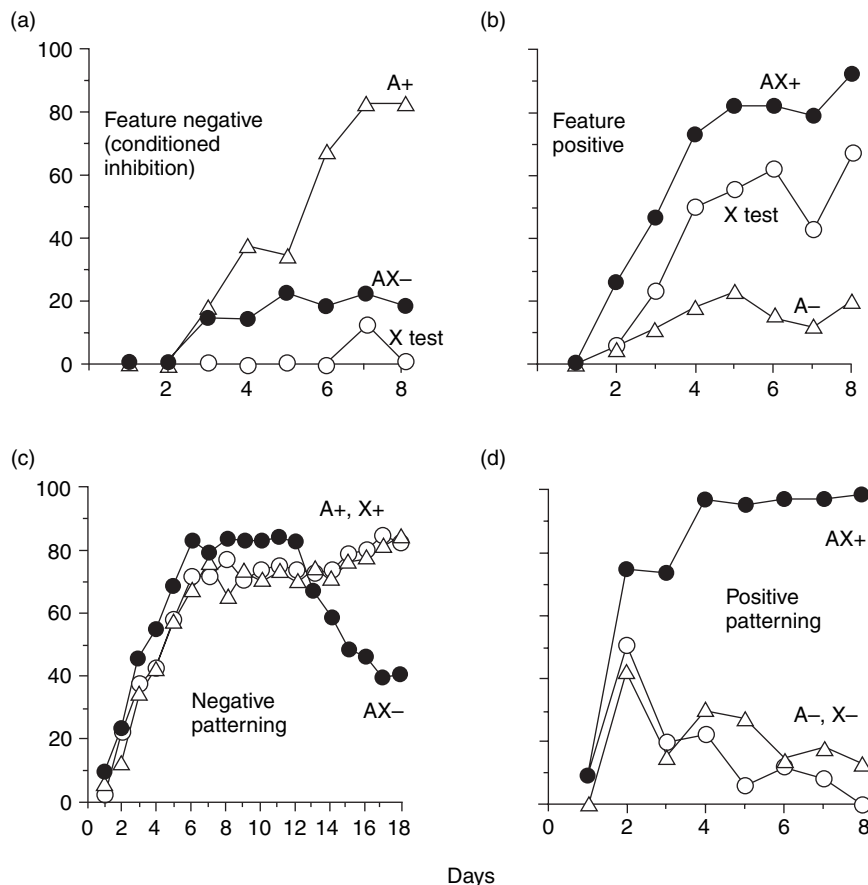 (a)
100
80
60
40
20
0
2
4
6
8
Feature negative
(conditioned
inhibition)
A+
AX–
X test
(b)
0
2
4
6
8
Feature
positive
AX+
X test
A–
(c)
100
80
60
40
20
0
0 2 4 6 8 10 12 14 16 18
A+, X+
Negative
patterning
AX–
(d)
0
2
4
6
8
AX+
Positive
patterning
A–, X–
Days